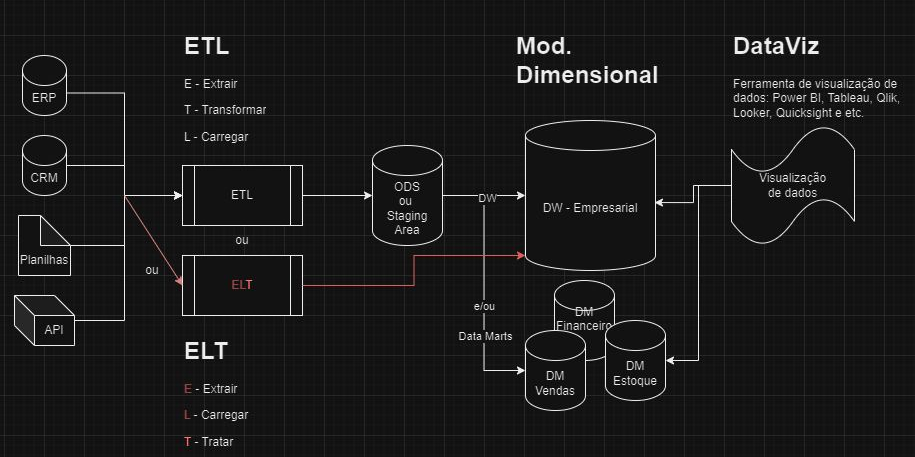 ETL
E - Extrair
T - Transformar
L - Carregar
Mod.
Dimensional
DataViz
Ferramenta de visualização de
dados: Power BI, Tableau, Qlik,
Looker, Quicksight e etc.
ERP
CRM
Planilhas
API
ou
ETL
ou
ELT
ODS
ou
Staging
Area
DW
e/ou
Data Marts
DW - Empresarial
DM
Financeiro
DM
Vendas
DM
Estoque
Visualização
de dados
ELT
E - Extrair
L - Carregar
T - Tratar